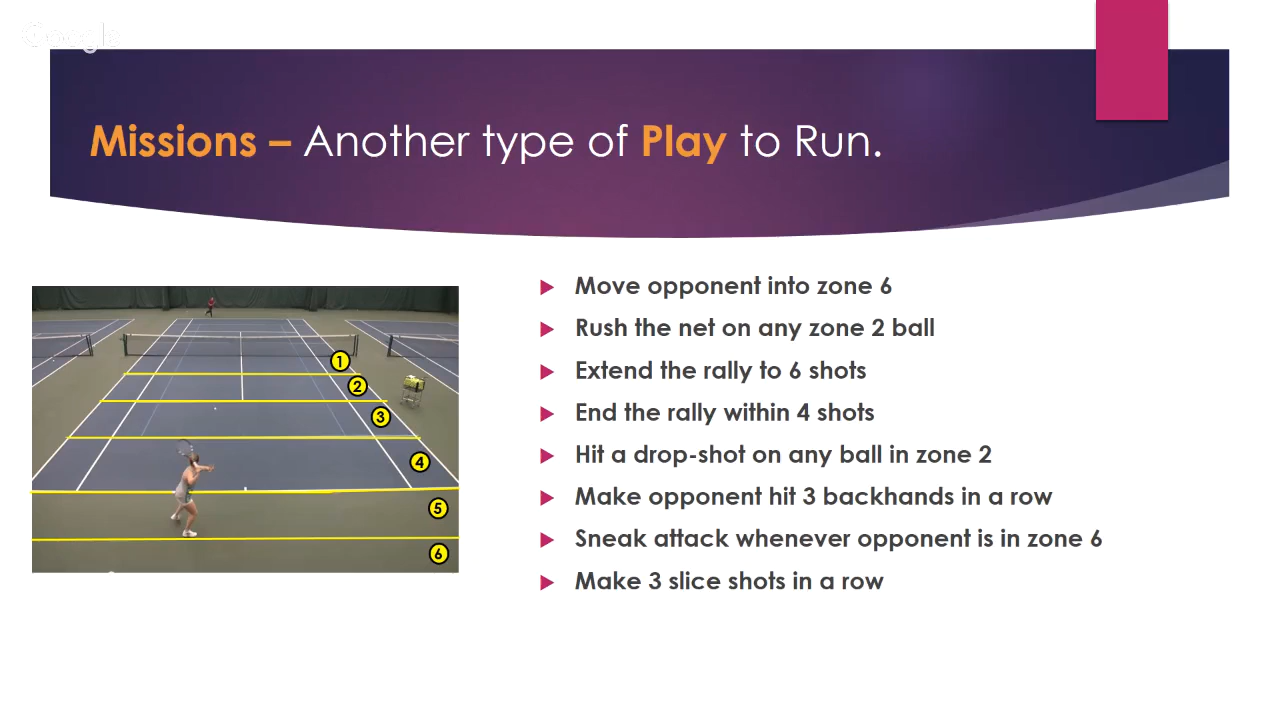 Google
Missions – Another type of Play to Run.
Move opponent into zone 6
Rush the net on any zone 2 ball
Extend the rally to 6 shots
End the rally within 4 shots
Hit a drop-shot on any ball in zone 2
Make opponent hit 3 backhands in a row
Sneak attack whenever opponent is in zone 6
Make 3 slice shots in a row
1
2
3
4
5
6